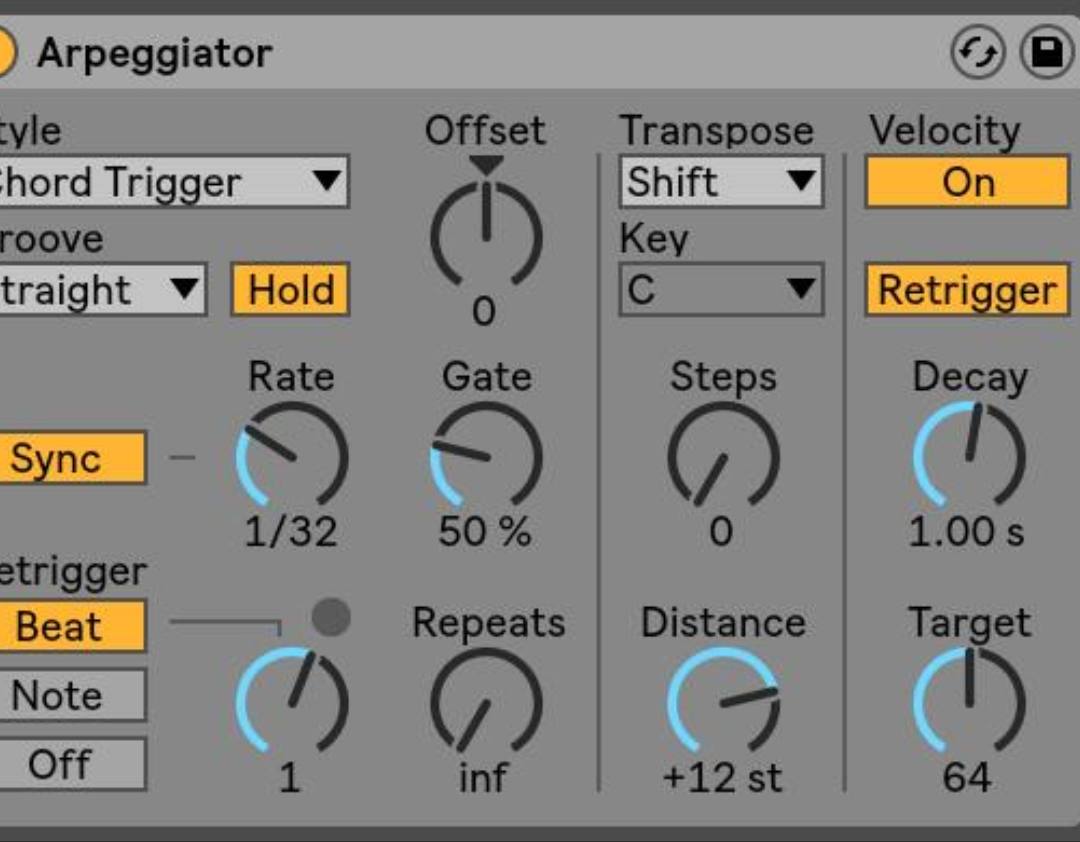 Arpeggiator
tyle Offset Transpose Velocity
Chord Trigger Shift On
roove Key
traight Hold C Retrigger
0
Rate Gate Steps Decay
Sync
1/32 50 % 0 1.00 s
etrigger
Beat Repeats Distance Target
Note
Off 1 inf +12 st 64